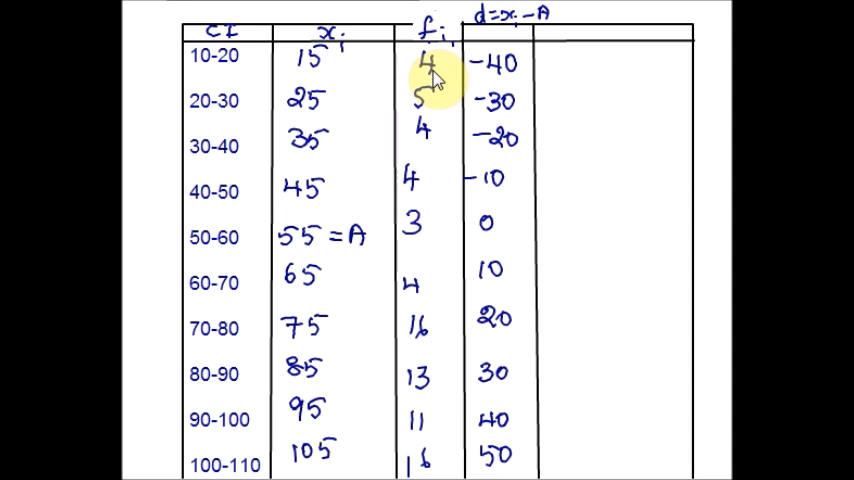 d=xi-A
CI xi fi
10-20 15 4 -40
20-30 25 5 -30
30-40 35 4 -20
40-50 45 4 -10
50-60 55=A 3 0
60-70 65 4 10
70-80 75 16 20
80-90 85 13 30
90-100 95 11 40
100-110 105 16 50